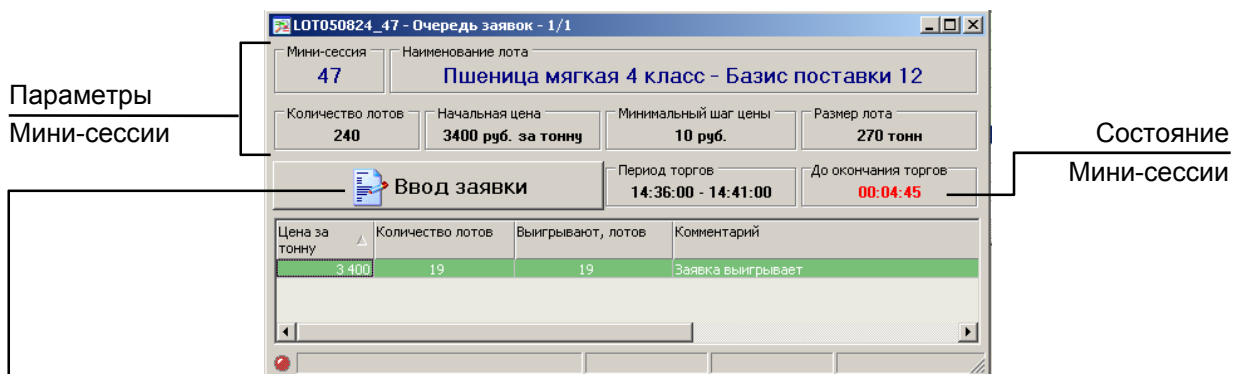 LOT050824_47 - Очередь заявок - 1/1
Мини-сессия Наименование лота
47 Пшеница мягкая 4 класс - Базис поставки 12
Параметры
Мини-сессии
Количество лотов Начальная цена Минимальный шаг цены Размер лота
240 3400 руб. за тонну 10 руб. 270 тонн
Состояние
Мини-сессии
Ввод заявки
Период торгов До окончания торгов
14:36:00 - 14:41:00 00:04:45
Цена за
тонну Количество лотов Выигрывают, лотов Комментарий
3 400 19 19 Заявка выигрывает